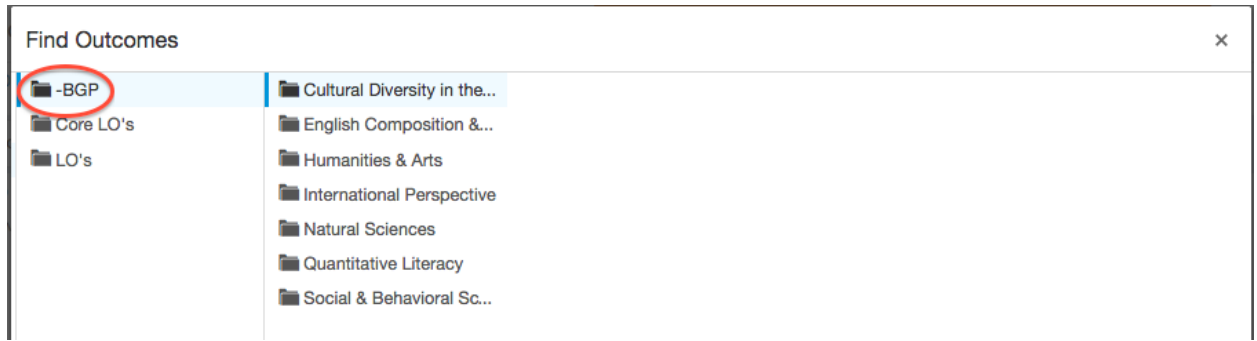 Find Outcomes
×
-BGP
Core LO's
LO's
Cultural Diversity in the...
English Composition &...
Humanities & Arts
International Perspective
Natural Sciences
Quantitative Literacy
Social & Behavioral Sc...